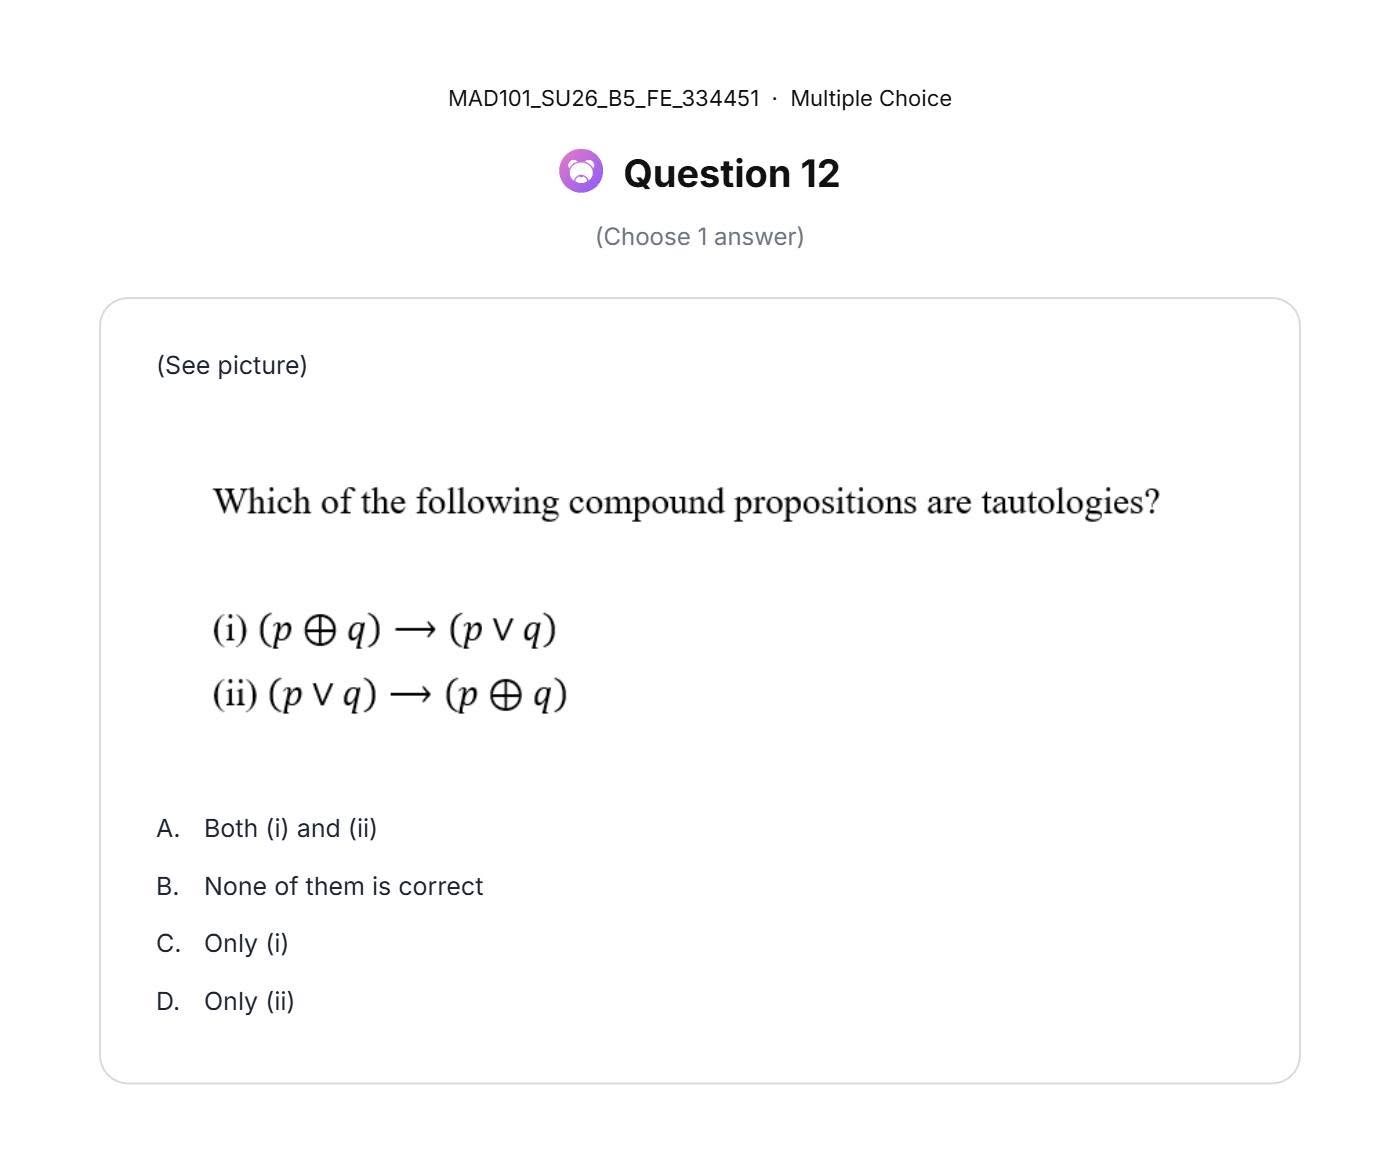 MAD101_SU26_B5_FE_334451 · Multiple Choice
Question 12
(Choose 1 answer)
(See picture)
Which of the following compound propositions are tautologies?
(i) (p ⊕ q) ⟶ (p ∨ q)
(ii) (p ∨ q) ⟶ (p ⊕ q)
A. Both (i) and (ii)
B. None of them is correct
C. Only (i)
D. Only (ii)